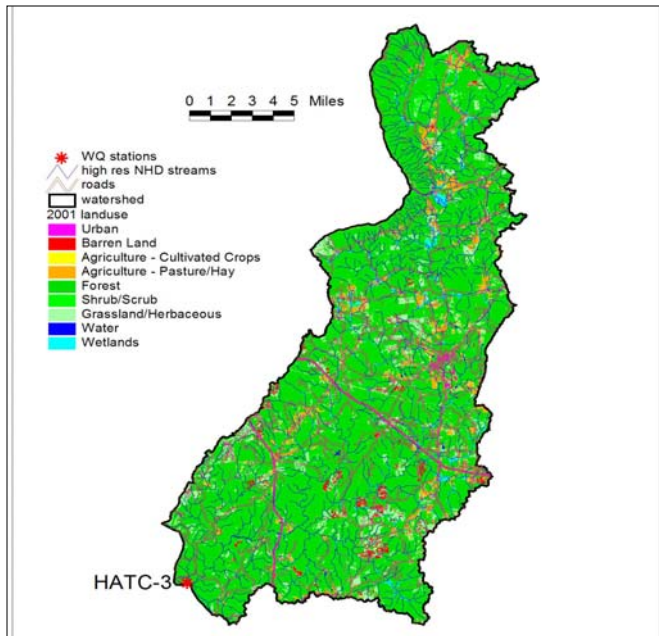 0 1 2 3 4 5 Miles
WQ stations
high res NHD streams
roads
watershed
2001 landuse
Urban
Barren Land
Agriculture - Cultivated Crops
Agriculture - Pasture/Hay
Forest
Shrub/Scrub
Grassland/Herbaceous
Water
Wetlands
HATC-3